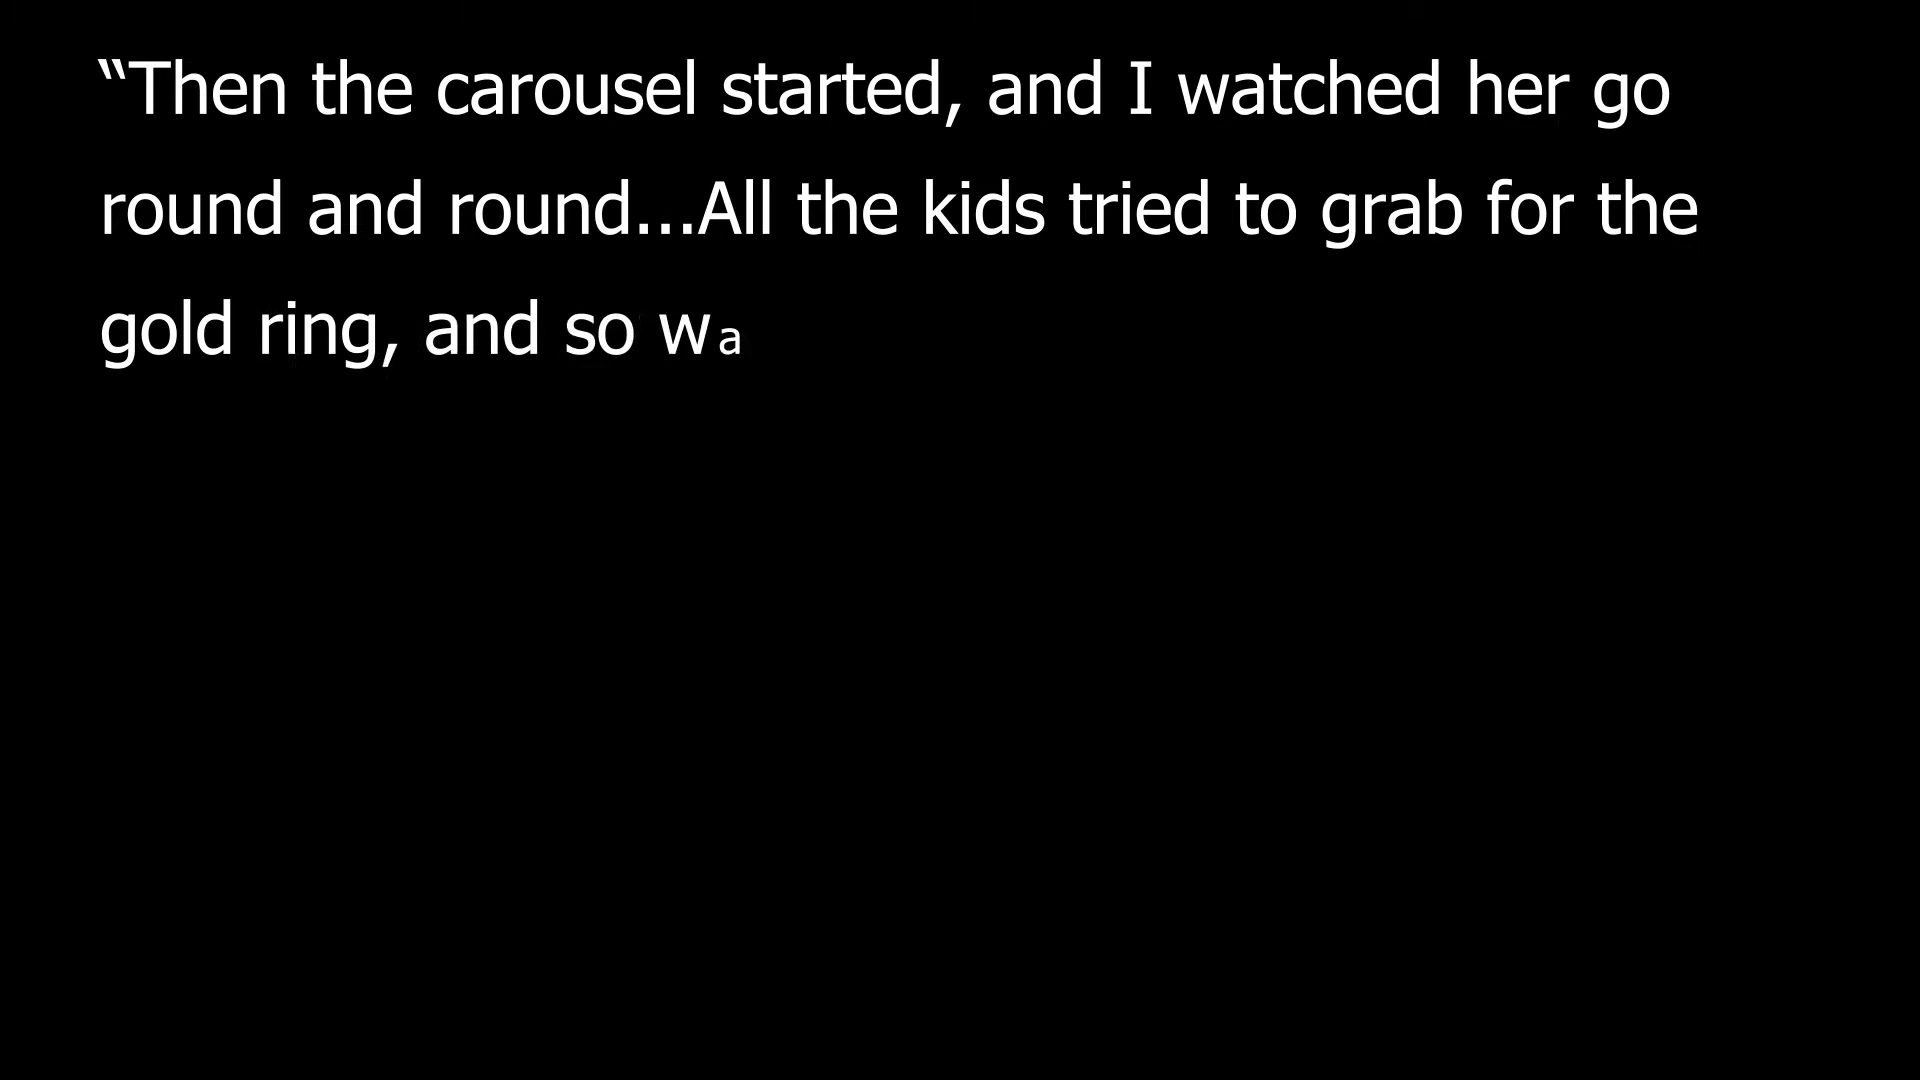 “Then the carousel started, and I watched her go
round and round...All the kids tried to grab for the
gold ring, and so wa